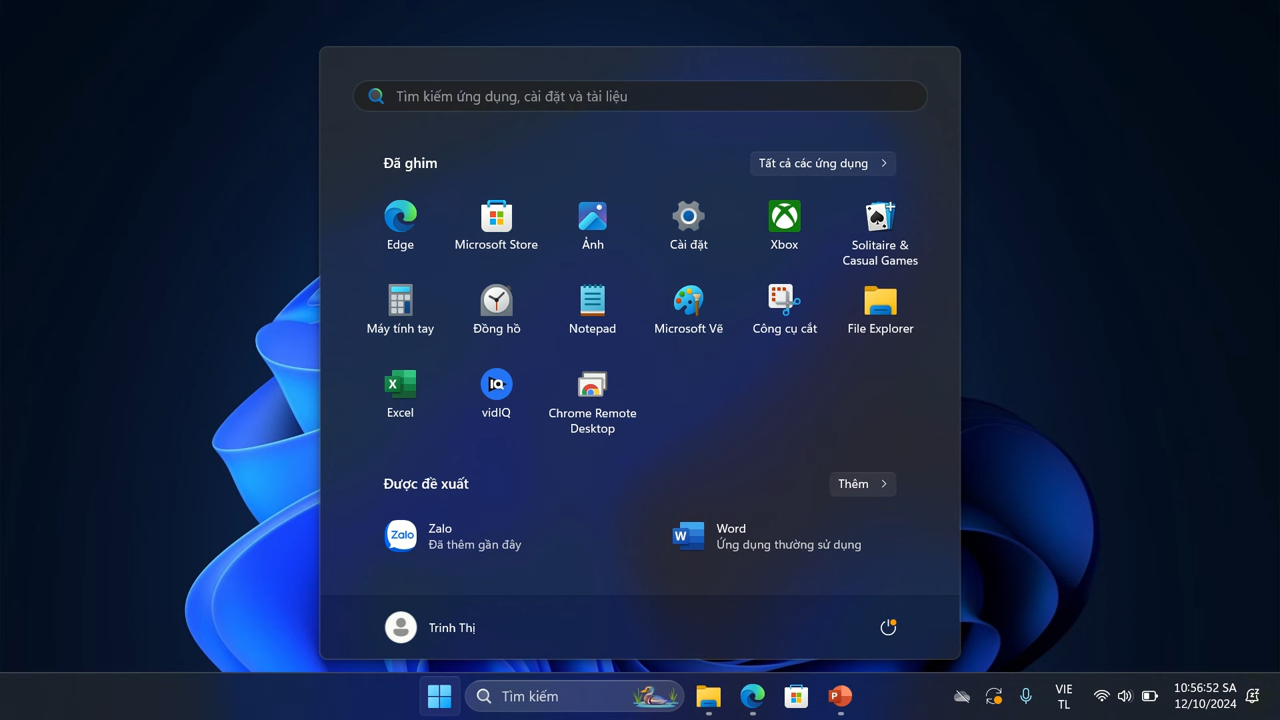 Tìm kiếm ứng dụng, cài đặt và tài liệu
Đã ghim
Tất cả các ứng dụng
Edge
Microsoft Store
Ảnh
Cài đặt
Xbox
Solitaire &
Casual Games
Máy tính tay
Đồng hồ
Notepad
Microsoft Vẽ
Công cụ cắt
File Explorer
X
IQ
Excel
vidIQ
Chrome Remote
Desktop
Được đề xuất
Thêm
Zalo
Zalo
Đã thêm gần đây
W
Word
Ứng dụng thường sử dụng
Trinh Thị
Tìm kiếm
P
VIE
TL
10:56:52 SA
12/10/2024